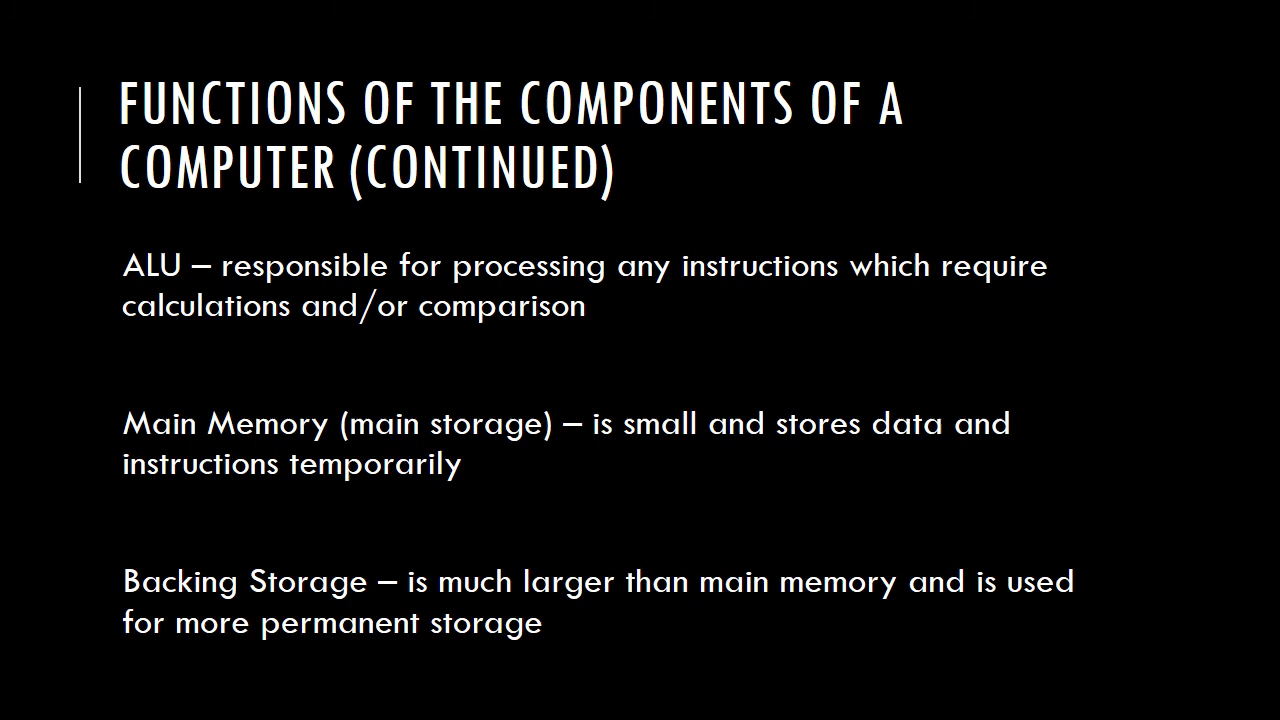 FUNCTIONS OF THE COMPONENTS OF A
COMPUTER (CONTINUED)
ALU – responsible for processing any instructions which require
calculations and/or comparison
Main Memory (main storage) – is small and stores data and
instructions temporarily
Backing Storage – is much larger than main memory and is used
for more permanent storage